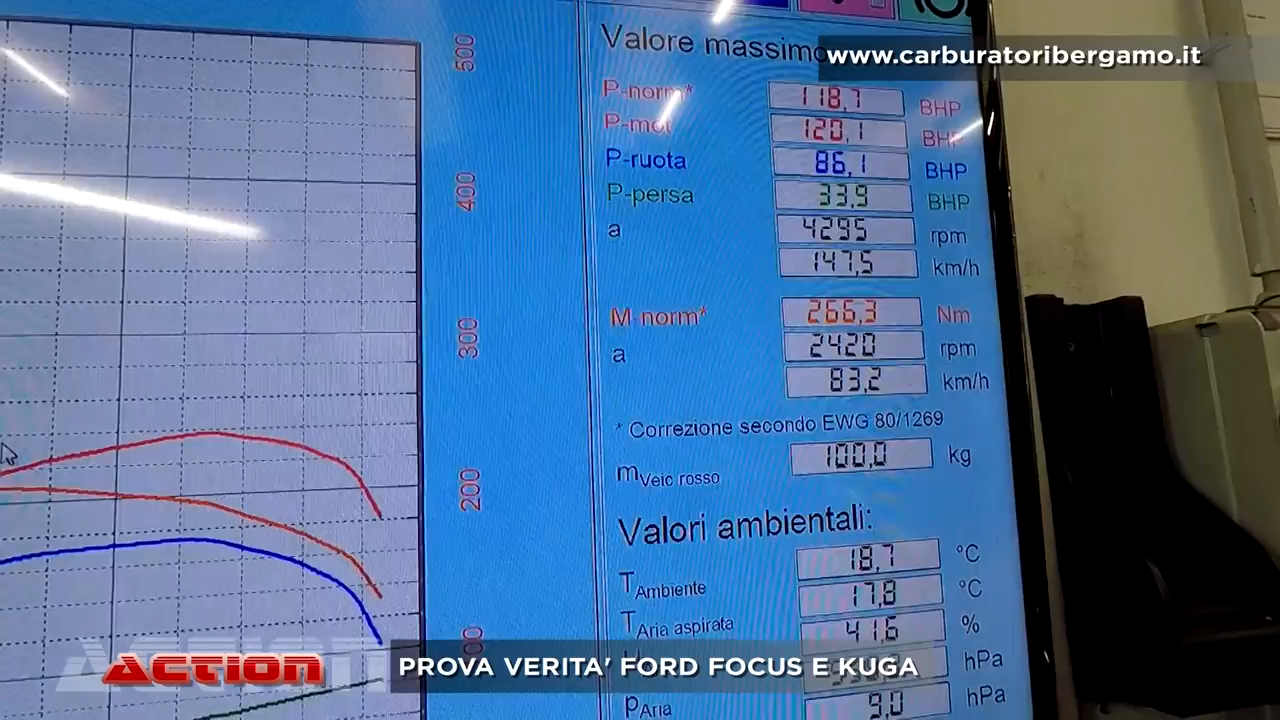 www.carburatoribergamo.it
Valore massimo
P-norm* 118,7 BHP
P-mot 120,1 BHP
P-ruota 86,1 BHP
P-persa 33,9 BHP
a 4295 rpm
147,5 km/h
M-norm* 266,3 Nm
a 2420 rpm
83,2 km/h
* Correzione secondo EWG 80/1269
mVeic rosso 100,0 kg
Valori ambientali:
TAmbiente 18,7 °C
TAria aspirata 17,8 °C
41,6 %
hPa
pAria 9,0 hPa
500
400
300
200
ACTION
PROVA VERITA' FORD FOCUS E KUGA